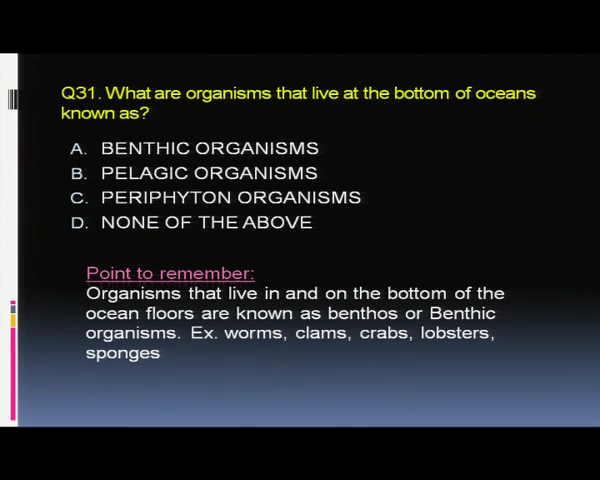 Q31. What are organisms that live at the bottom of oceans
known as?
A. BENTHIC ORGANISMS
B. PELAGIC ORGANISMS
C. PERIPHYTON ORGANISMS
D. NONE OF THE ABOVE
Point to remember:
Organisms that live in and on the bottom of the
ocean floors are known as benthos or Benthic
organisms. Ex. worms, clams, crabs, lobsters,
sponges